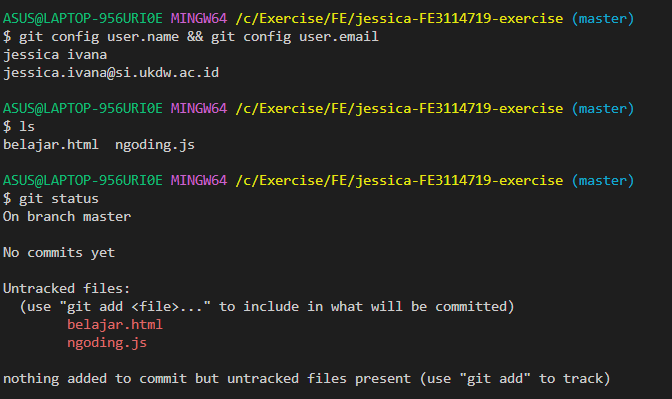 ASUS@LAPTOP-956URI0E MINGW64 /c/Exercise/FE/jessica-FE3114719-exercise (master)
$ git config user.name && git config user.email
jessica ivana
jessica.ivana@si.ukdw.ac.id
ASUS@LAPTOP-956URI0E MINGW64 /c/Exercise/FE/jessica-FE3114719-exercise (master)
$ ls
belajar.html  ngoding.js
ASUS@LAPTOP-956URI0E MINGW64 /c/Exercise/FE/jessica-FE3114719-exercise (master)
$ git status
On branch master
No commits yet
Untracked files:
  (use "git add <file>..." to include in what will be committed)
        belajar.html
        ngoding.js
nothing added to commit but untracked files present (use "git add" to track)